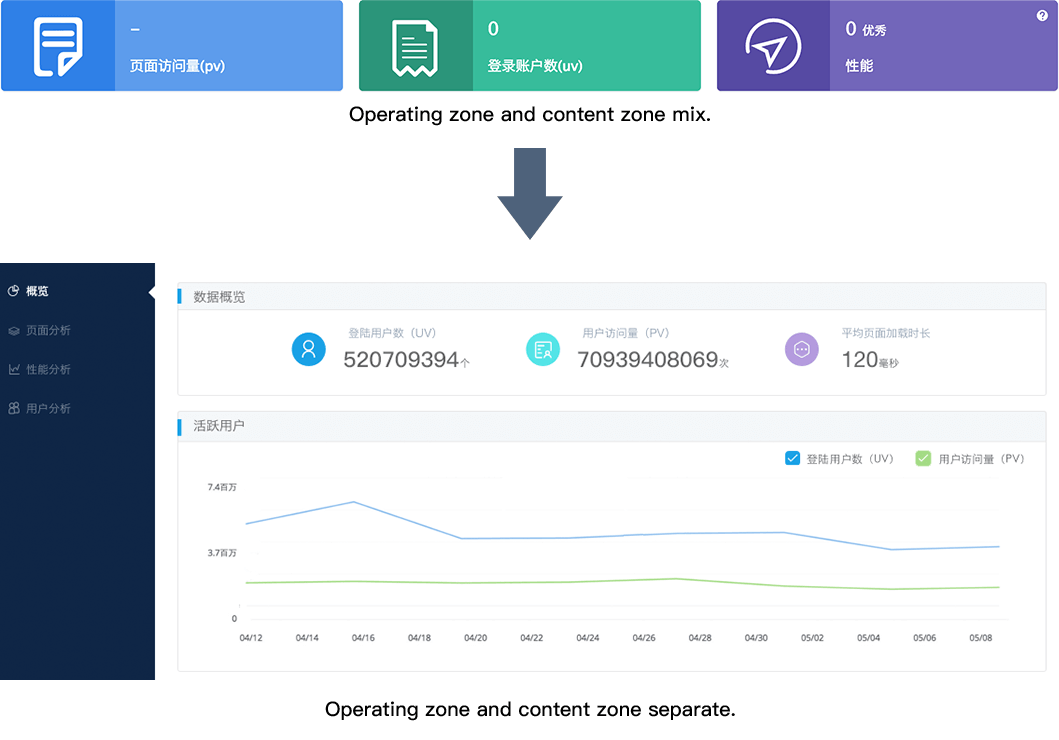 –
页面访问量(pv)
0
登录账户数(uv)
0 优秀
性能
?
Operating zone and content zone mix.
概览
页面分析
性能分析
用户分析
数据概览
登陆用户数（UV）
520709394个
用户访问量（PV）
70939408069次
平均页面加载时长
120毫秒
活跃用户
登陆用户数（UV）
用户访问量（PV）
7.4百万
3.7百万
0
04/12 04/14 04/16 04/18 04/20 04/22 04/24 04/26 04/28 04/30 05/02 05/04 05/06 05/08
Operating zone and content zone separate.